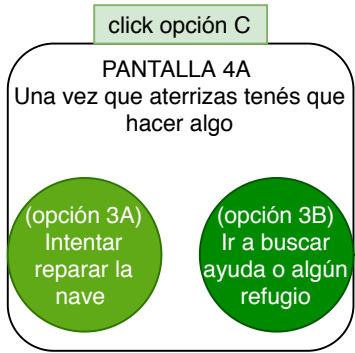 click opción C
PANTALLA 4A
Una vez que aterrizas tenés que
hacer algo
(opción 3A)
Intentar
reparar la
nave
(opción 3B)
Ir a buscar
ayuda o algún
refugio